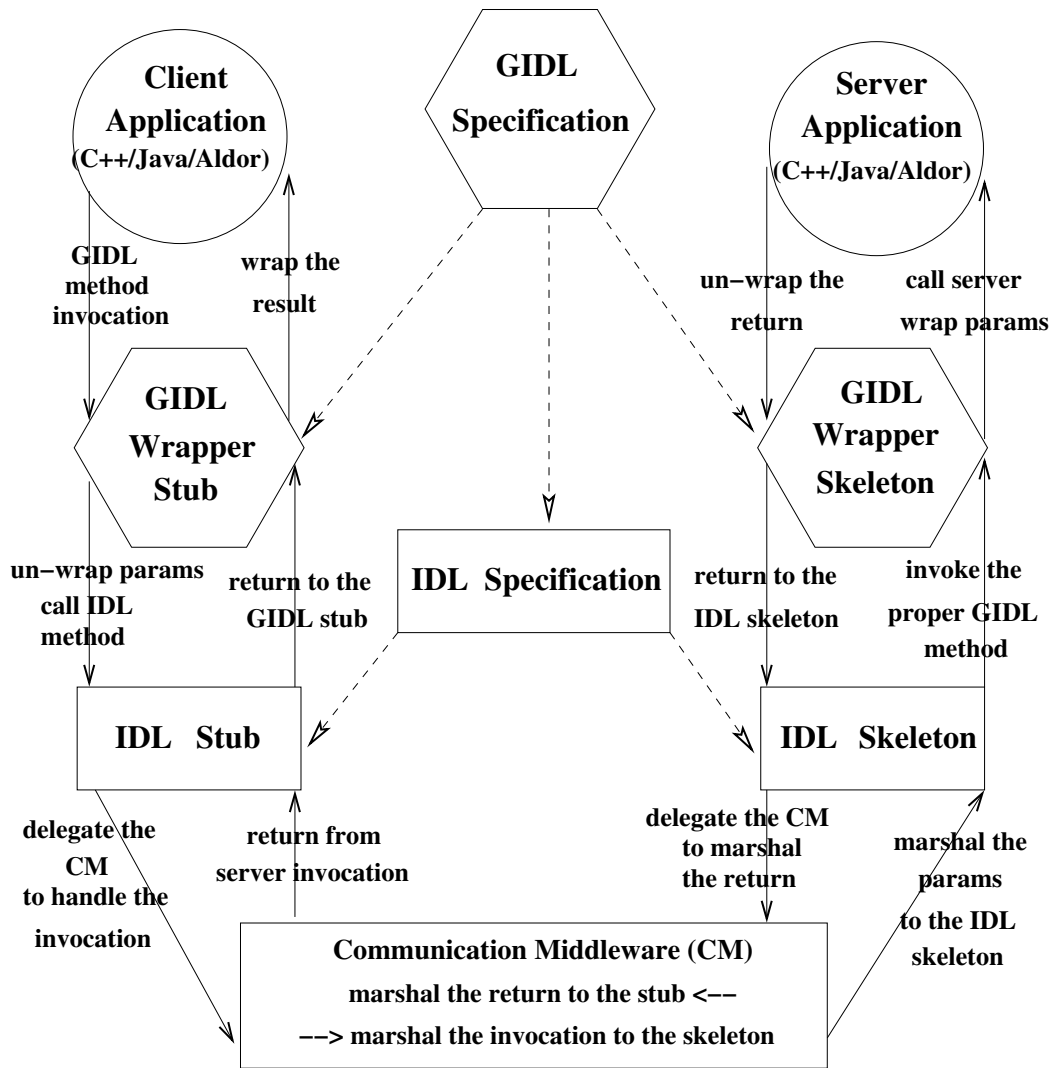 Client
Application
(C++/Java/Aldor)
GIDL
Specification
Server
Application
(C++/Java/Aldor)
GIDL
method
invocation
wrap the
result
un−wrap the
return
call server
wrap params
GIDL
Wrapper
Stub
GIDL
Wrapper
Skeleton
un−wrap params
call IDL
method
return to the
GIDL stub
IDL Specification
return to the
IDL skeleton
invoke the
proper GIDL
method
IDL Stub
IDL Skeleton
delegate the
CM
to handle the
invocation
return from
server invocation
delegate the CM
to marshal
the return
marshal the
params
to the IDL
skeleton
Communication Middleware (CM)
marshal the return to the stub <−−
−−> marshal the invocation to the skeleton